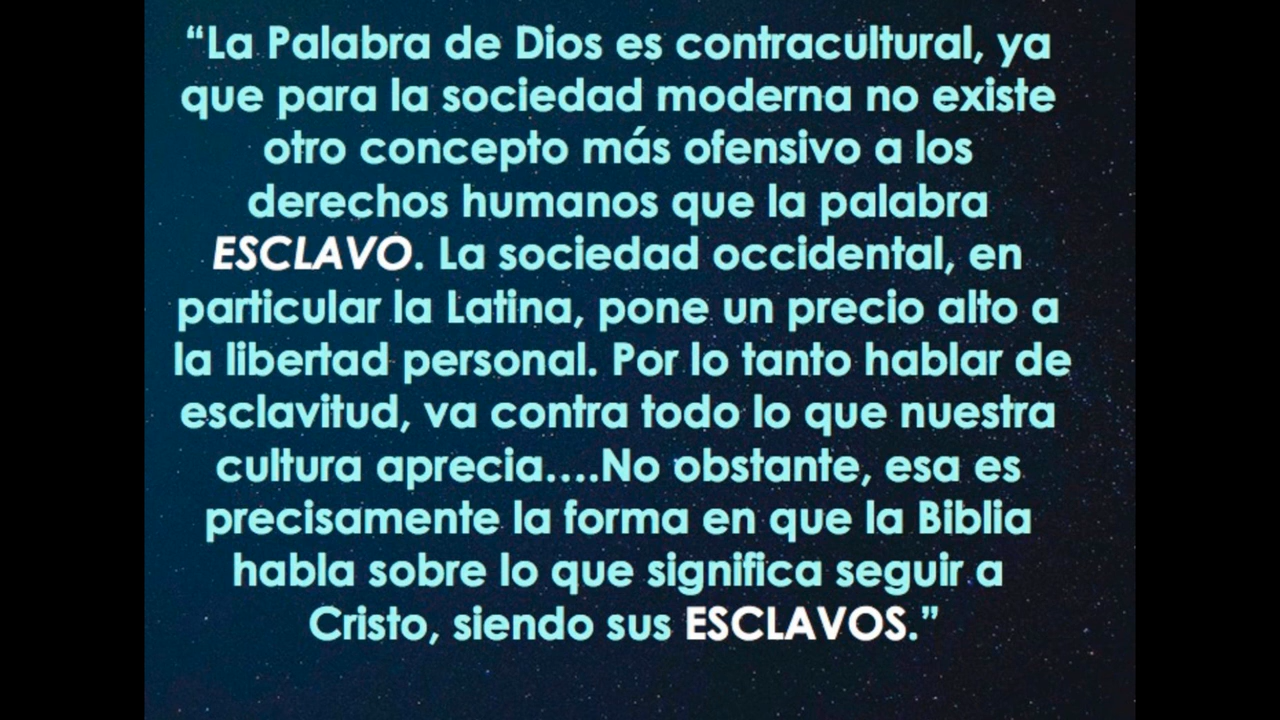 “La Palabra de Dios es contracultural, ya
que para la sociedad moderna no existe
otro concepto más ofensivo a los
derechos humanos que la palabra
ESCLAVO. La sociedad occidental, en
particular la Latina, pone un precio alto a
la libertad personal. Por lo tanto hablar de
esclavitud, va contra todo lo que nuestra
cultura aprecia....No obstante, esa es
precisamente la forma en que la Biblia
habla sobre lo que significa seguir a
Cristo, siendo sus ESCLAVOS.”